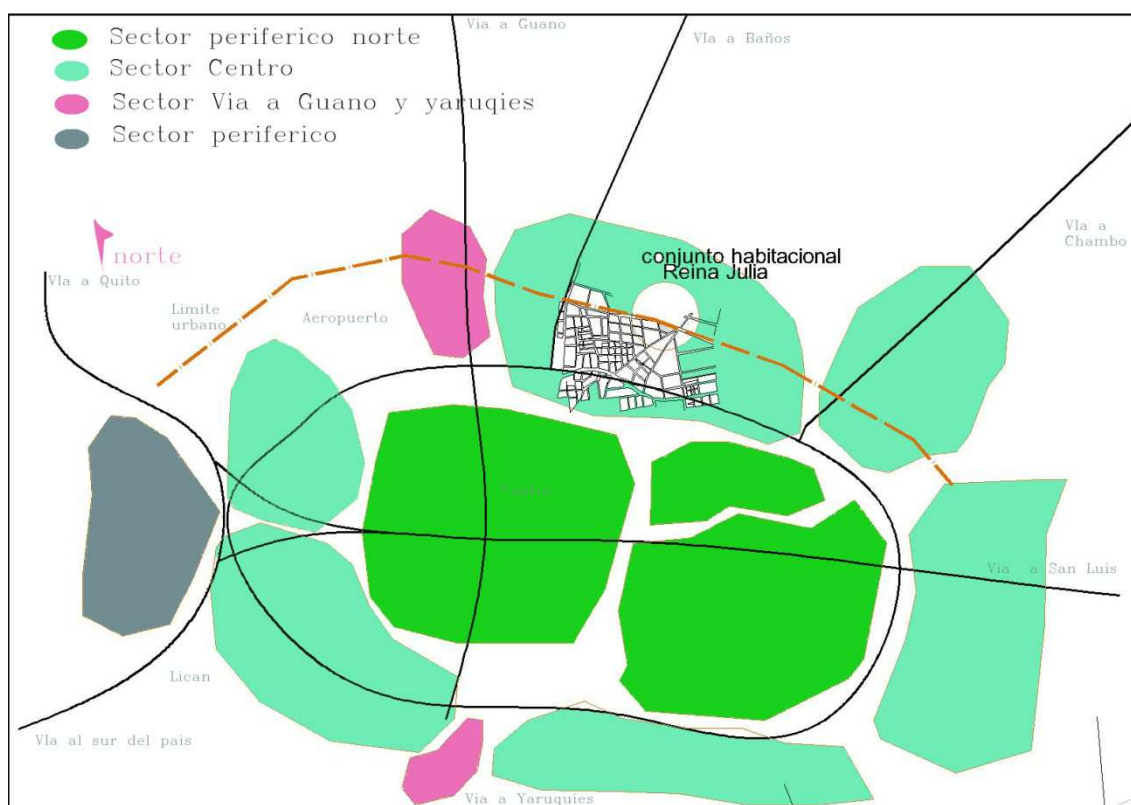 Via a Guano
Sector periferico norte
VIa a Baños
Sector Centro
Sector Via a Guano y yaruqies
Sector periferico
VIa a
Chambo
norte
conjunto habitacional
Reina Julia
VIa a Quito
Limite
urbano
Aeropuerto
Via a San Luis
Lican
VIa al sur del pais
Via a Yaruquies